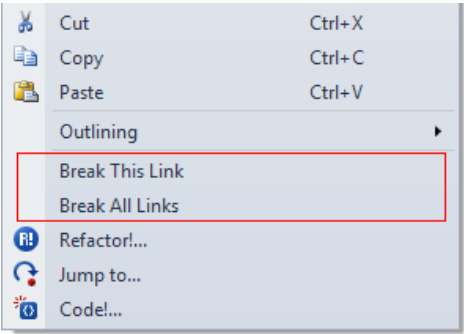 Cut Ctrl+X
Copy Ctrl+C
Paste Ctrl+V
Outlining
Break This Link
Break All Links
R! Refactor!...
Jump to...
Code!...